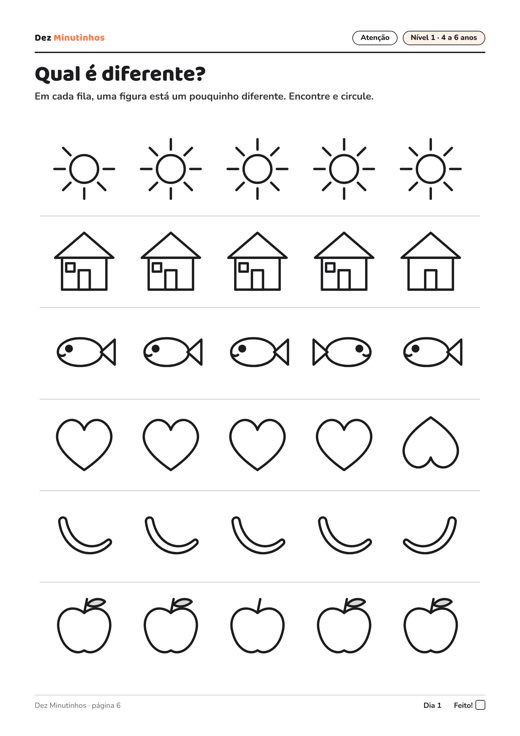 Dez Minutinhos
Atenção
Nível 1 · 4 a 6 anos
Qual é diferente?
Em cada fila, uma figura está um pouquinho diferente. Encontre e circule.
Dez Minutinhos · página 6
Dia 1
Feito!